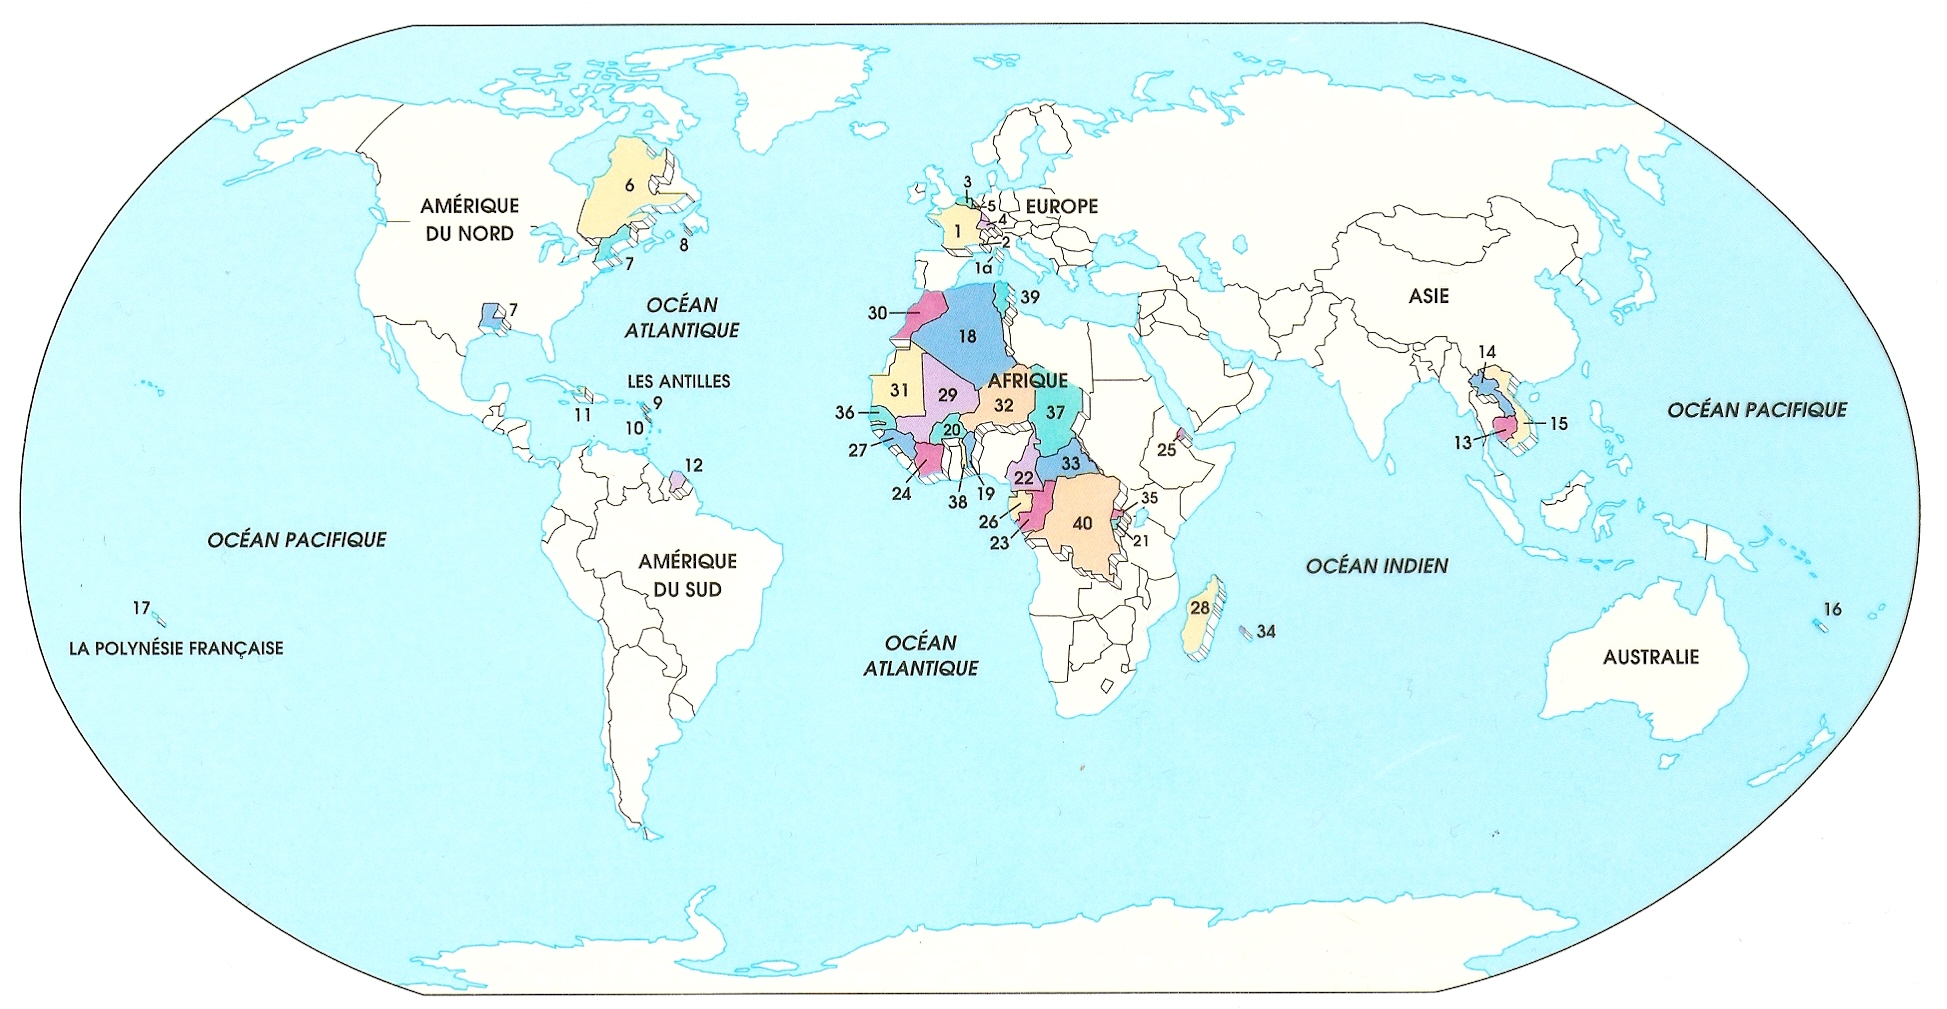 3
6
5
AMÉRIQUE
DU NORD
EUROPE
4
1
2
8
7
1a
ASIE
39
OCÉAN
ATLANTIQUE
7
30
18
14
LES ANTILLES
AFRIQUE
31
29
32
9
11
36
37
OCÉAN PACIFIQUE
10
20
15
27
13
25
12
33
22
24
38
19
35
26
40
OCÉAN PACIFIQUE
23
21
AMÉRIQUE
DU SUD
OCÉAN INDIEN
17
28
16
34
LA POLYNÉSIE FRANÇAISE
OCÉAN
ATLANTIQUE
AUSTRALIE